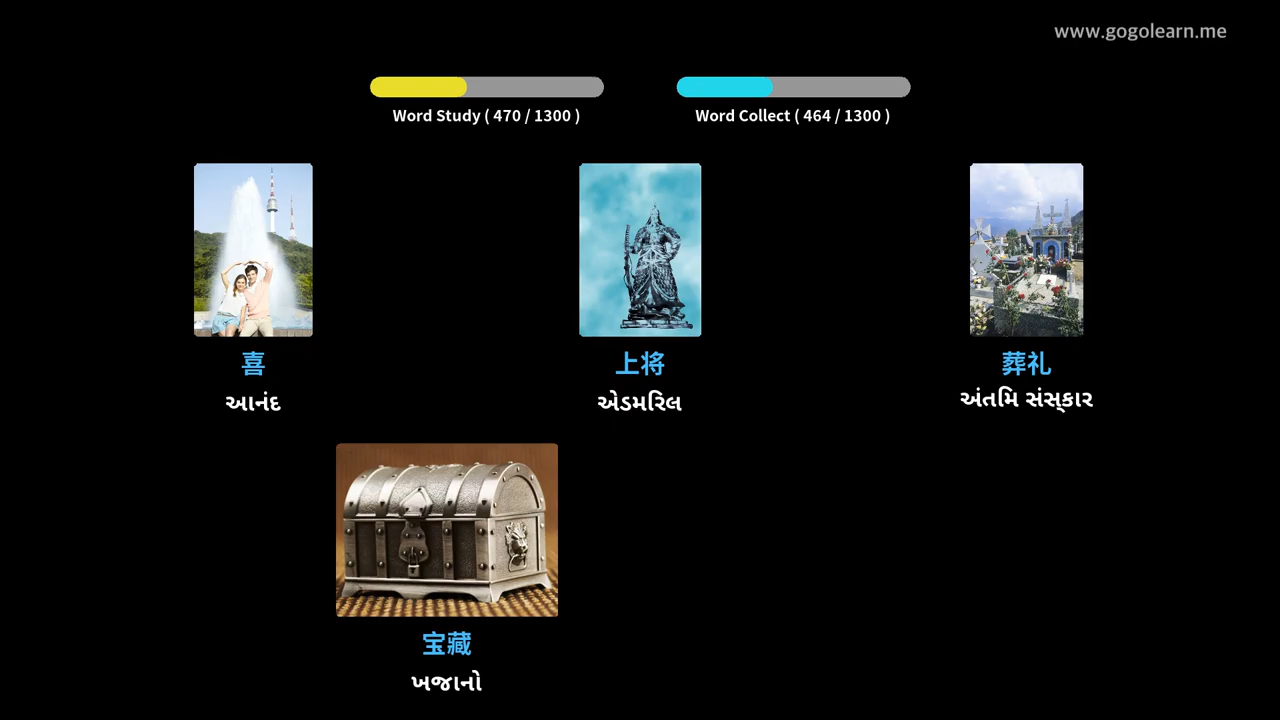 www.gogolearn.me
Word Study ( 470 / 1300 )
Word Collect ( 464 / 1300 )
喜
આનંદ
上将
એડમરિલ
葬礼
અંતમિ સંસ્કાર
宝藏
ખજાનો